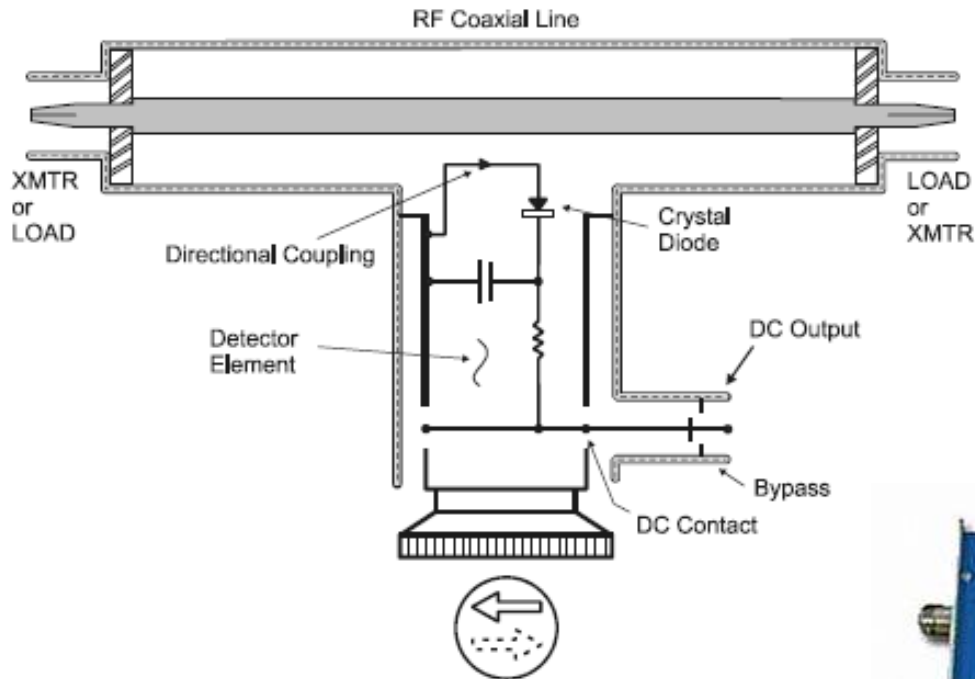 RF Coaxial Line
XMTR
or
LOAD
LOAD
or
XMTR
Directional Coupling
Crystal
Diode
Detector
Element
DC Output
Bypass
DC Contact